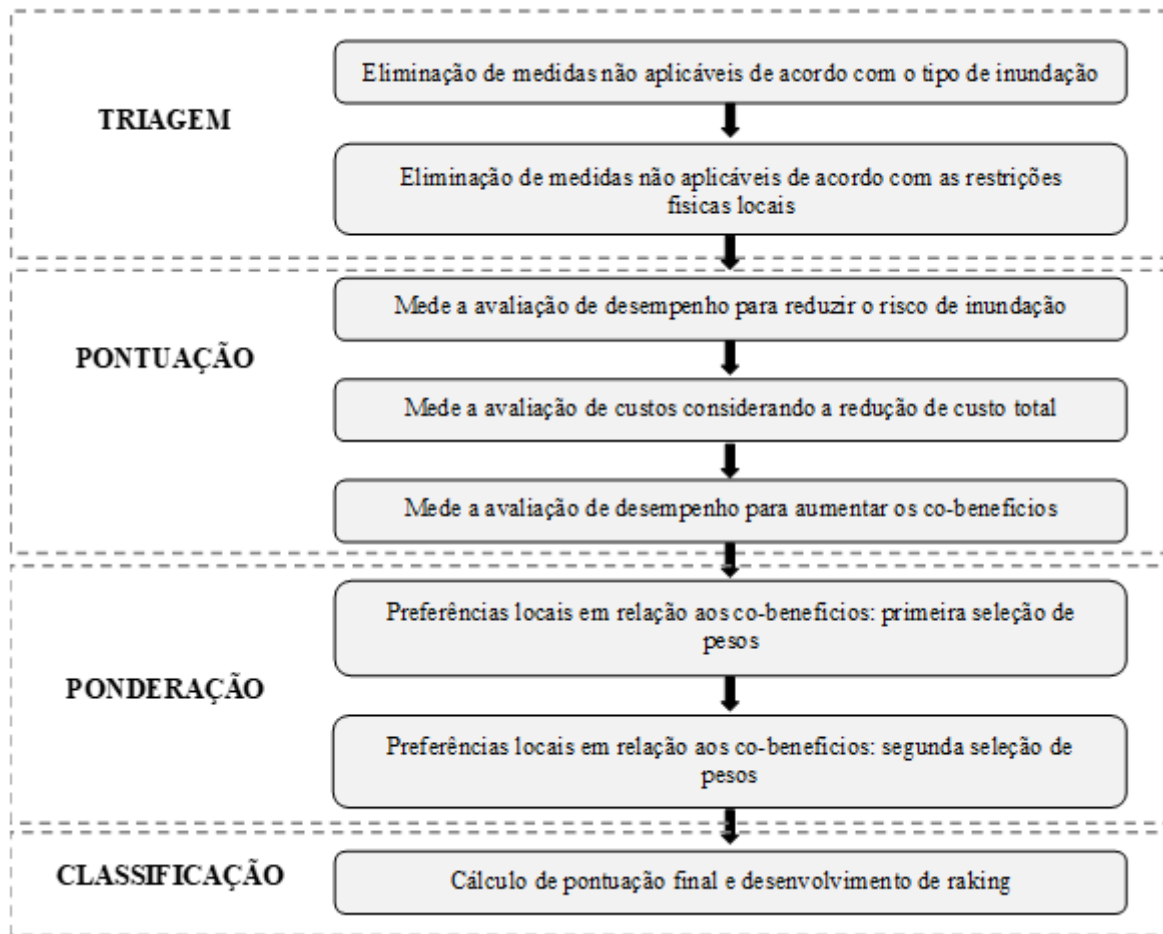 TRIAGEM
Eliminação de medidas não aplicáveis de acordo com o tipo de inundação
Eliminação de medidas não aplicáveis de acordo com as restrições
fisicas locais
PONTUAÇÃO
Mede a avaliação de desempenho para reduzir o risco de inundação
Mede a avaliação de custos considerando a redução de custo total
Mede a avaliação de desempenho para aumentar os co-beneficios
PONDERAÇÃO
Preferências locais em relação aos co-beneficios: primeira seleção de
pesos
Preferências locais em relação aos co-beneficios: segunda seleção de
pesos
CLASSIFICAÇÃO
Cálculo de pontuação final e desenvolvimento de raking